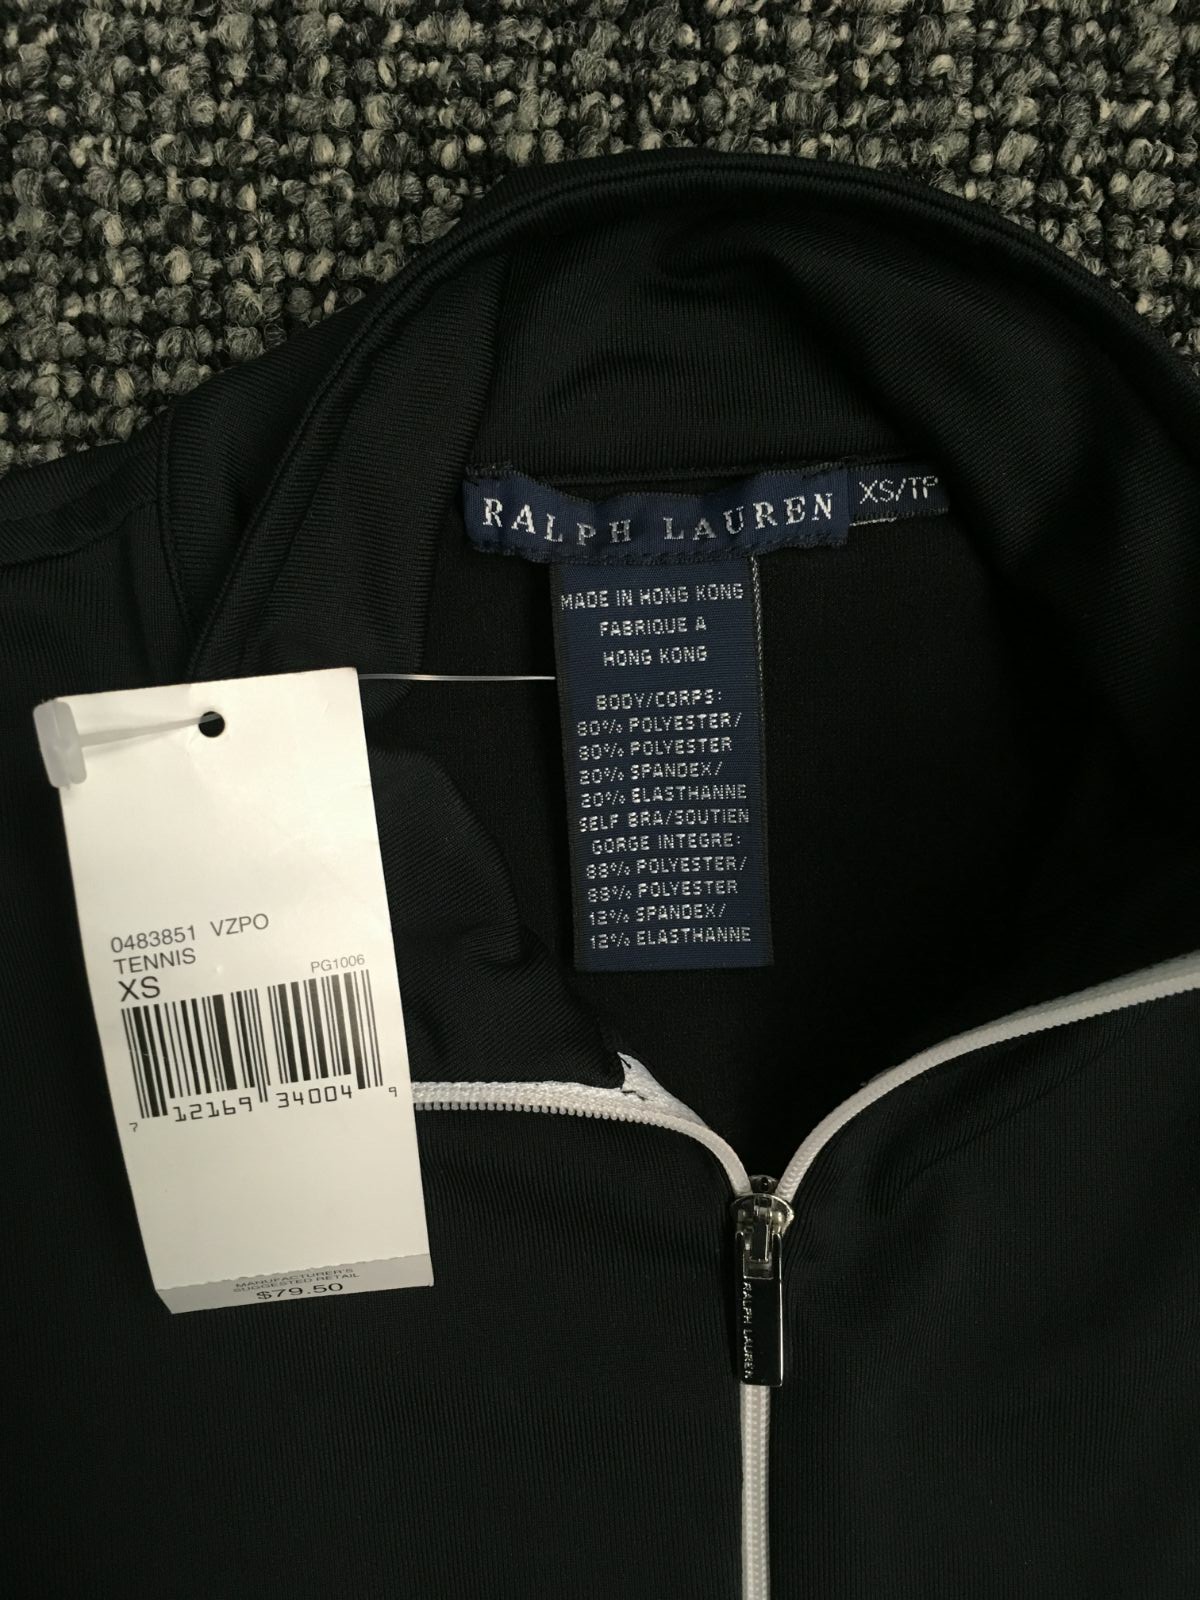 RALPH LAUREN
XS/TP
MADE IN HONG KONG
FABRIQUE A
HONG KONG
BODY/CORPS:
80% POLYESTER/
80% POLYESTER
20% SPANDEX/
20% ELASTHANNE
SELF BRA/SOUTIEN
GORGE INTEGRE:
88% POLYESTER/
88% POLYESTER
12% SPANDEX/
12% ELASTHANNE
0483851 VZPO
TENNIS
XS
PG1006
7 12169 34004 9
MANUFACTURER'S
SUGGESTED RETAIL
$79.50
RALPH LAUREN